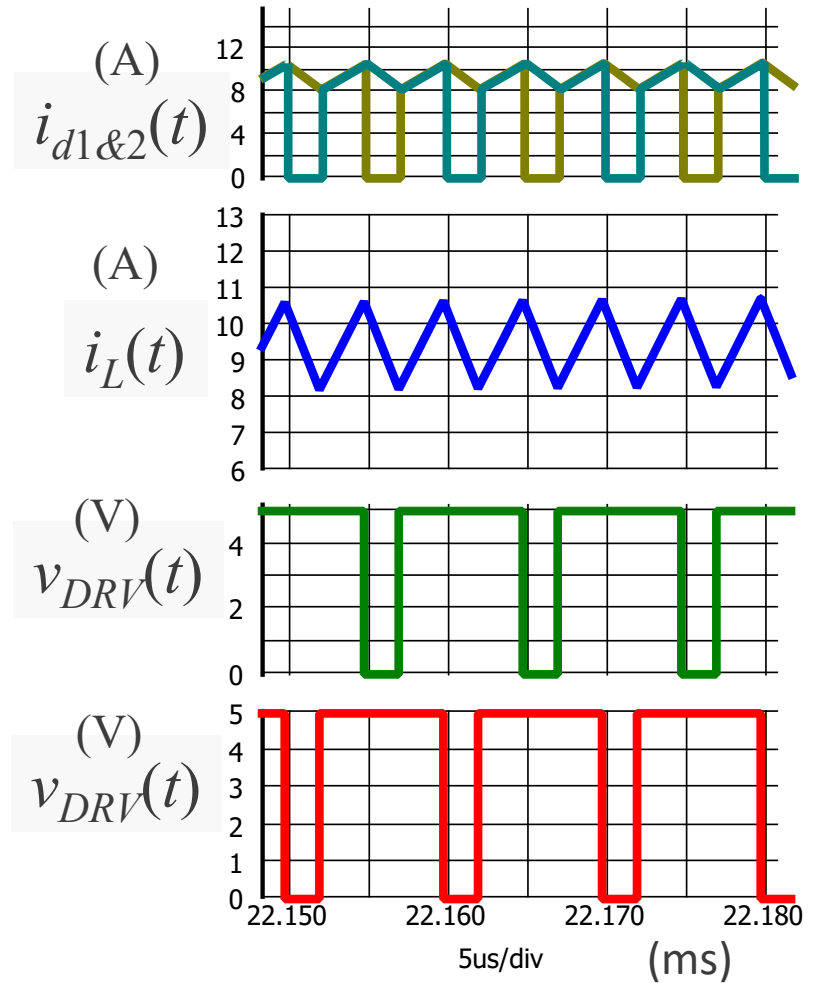 (A)
i_{d1&2}(t)
12
8
4
0
(A)
i_L(t)
13
12
11
10
9
8
7
6
(V)
v_{DRV}(t)
4
2
0
(V)
v_{DRV}(t)
5
4
3
2
1
0
22.150 22.160 22.170 22.180
5us/div (ms)